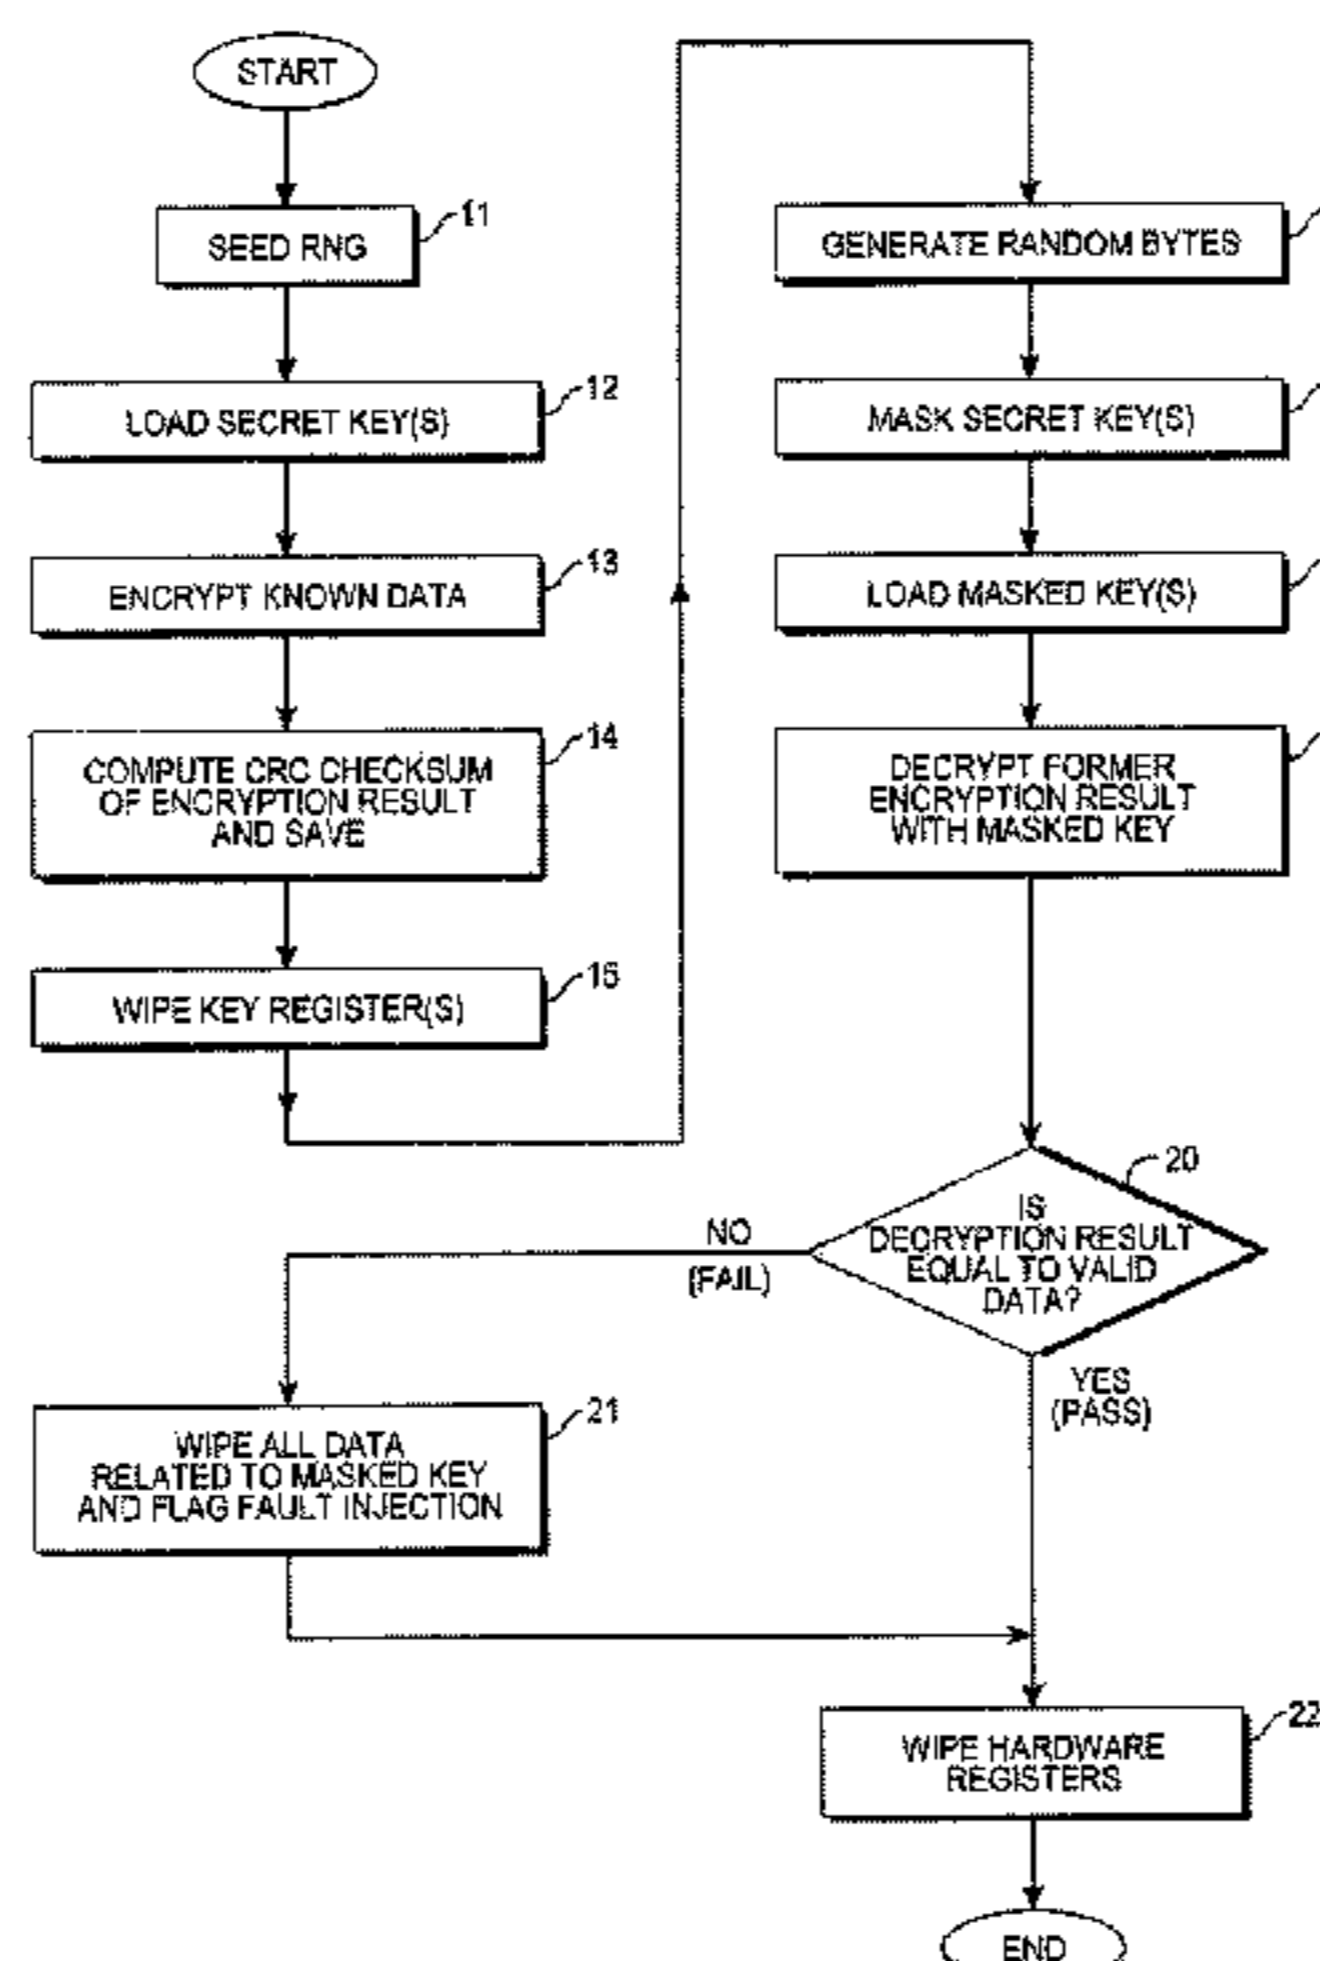 START
SEED RNG
11
LOAD SECRET KEY(S)
12
ENCRYPT KNOWN DATA
13
COMPUTE CRC CHECKSUM
OF ENCRYPTION RESULT
AND SAVE
14
WIPE KEY REGISTER(S)
15
GENERATE RANDOM BYTES
MASK SECRET KEY(S)
LOAD MASKED KEY(S)
DECRYPT FORMER
ENCRYPTION RESULT
WITH MASKED KEY
20
IS
DECRYPTION RESULT
EQUAL TO VALID
DATA?
NO
(FAIL)
YES
(PASS)
WIPE ALL DATA
RELATED TO MASKED KEY
AND FLAG FAULT INJECTION
21
WIPE HARDWARE
REGISTERS
22
END